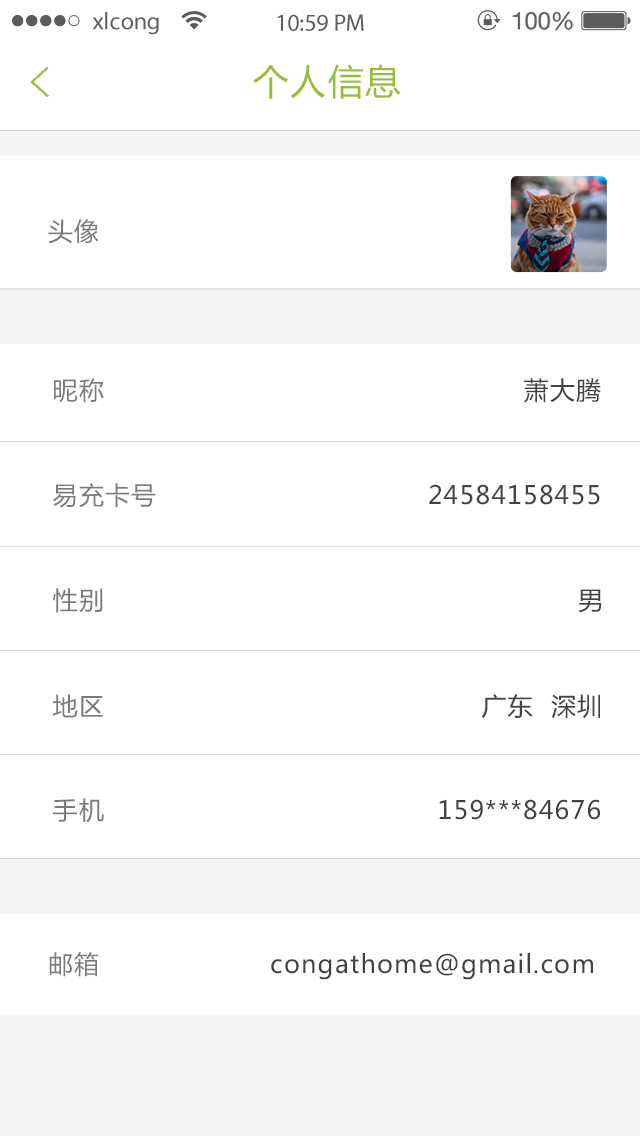 xlcong 10:59 PM 100%
个人信息
头像
昵称 萧大腾
易充卡号 24584158455
性别 男
地区 广东 深圳
手机 159***84676
邮箱 congathome@gmail.com